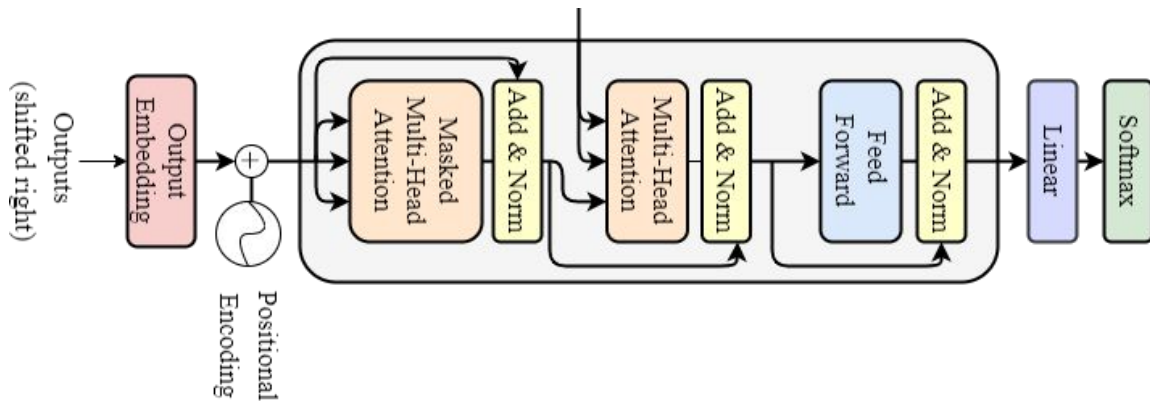 Outputs
(shifted right)
Output
Embedding
+
Positional
Encoding
Masked
Multi-Head
Attention
Add & Norm
Multi-Head
Attention
Add & Norm
Feed
Forward
Add & Norm
Linear
Softmax